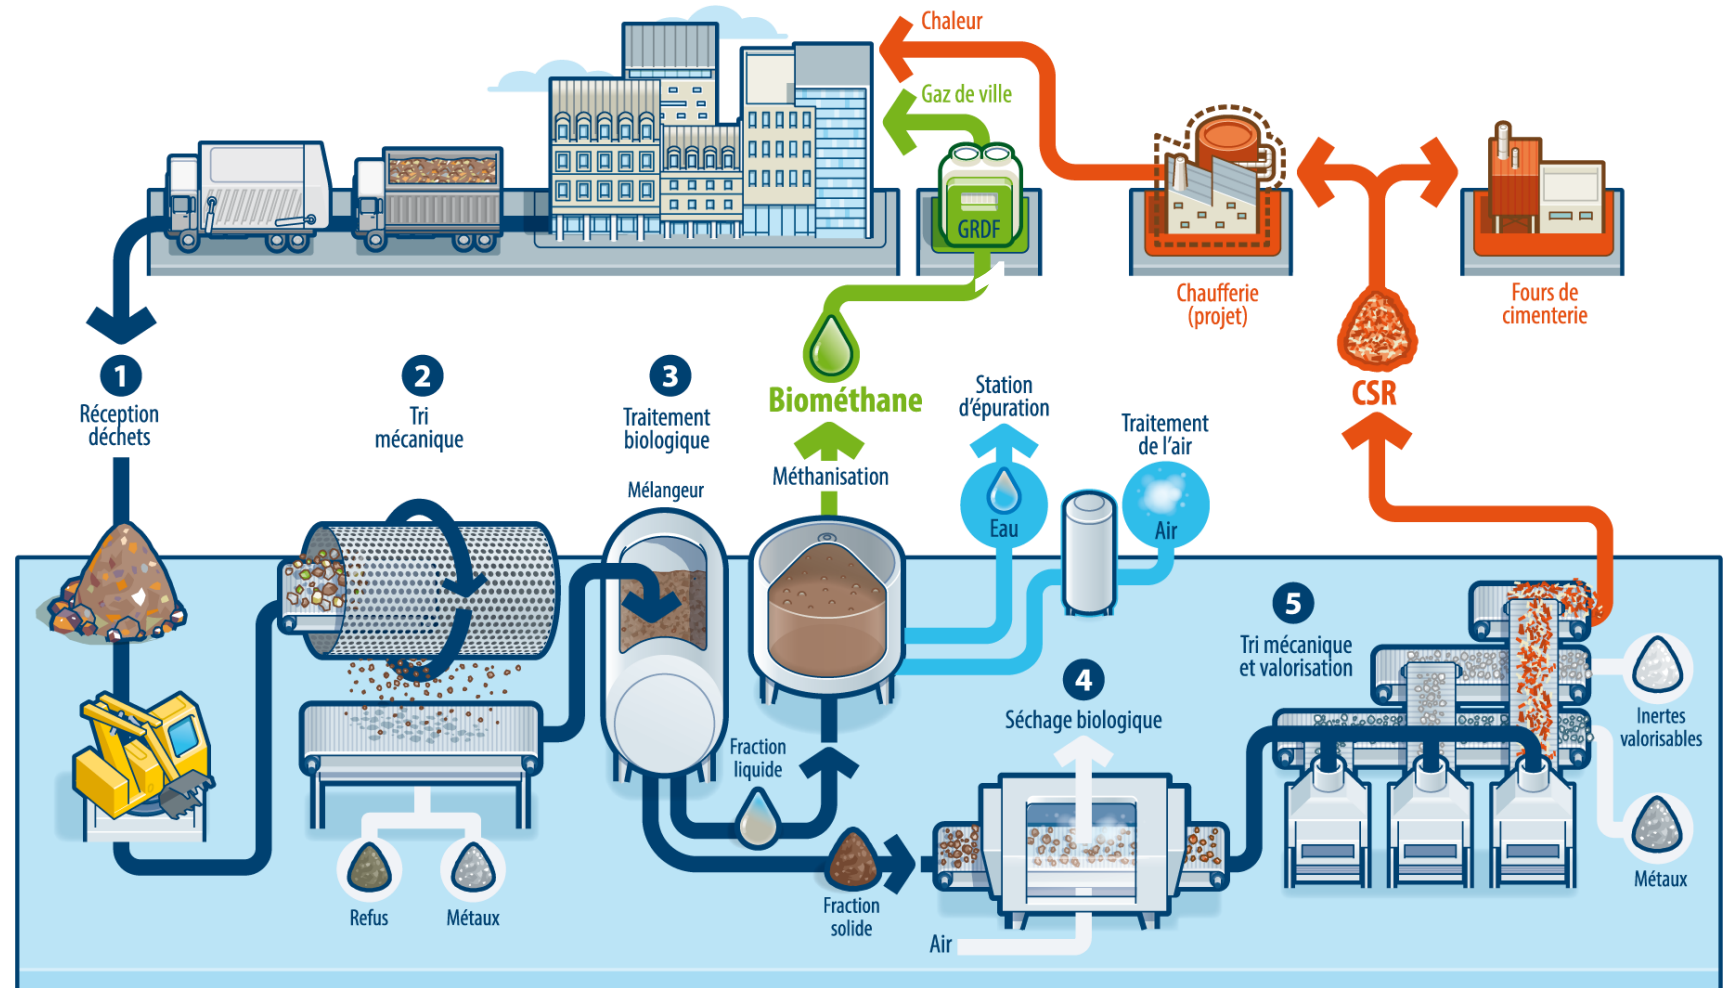 Chaleur
Gaz de ville
GRDF
Chaufferie
(projet)
Fours de
cimenterie
1
Réception
déchets
2
Tri
mécanique
3
Traitement
biologique
Mélangeur
Biométhane
Méthanisation
Station
d'épuration
Eau
Traitement
de l'air
Air
CSR
5
Tri mécanique
et valorisation
4
Séchage biologique
Inertes
valorisables
Métaux
Fraction
liquide
Fraction
solide
Air
Refus
Métaux